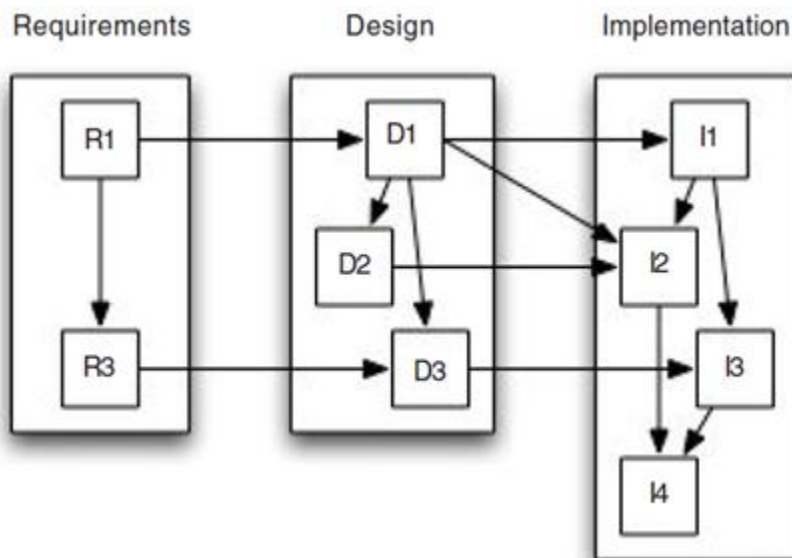 Requirements Design Implementation
R1 D1 I1
D2 I2
R3 D3 I3
I4